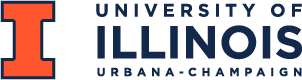 I
UNIVERSITY OF
ILLINOIS
URBANA-CHAMPAIGN